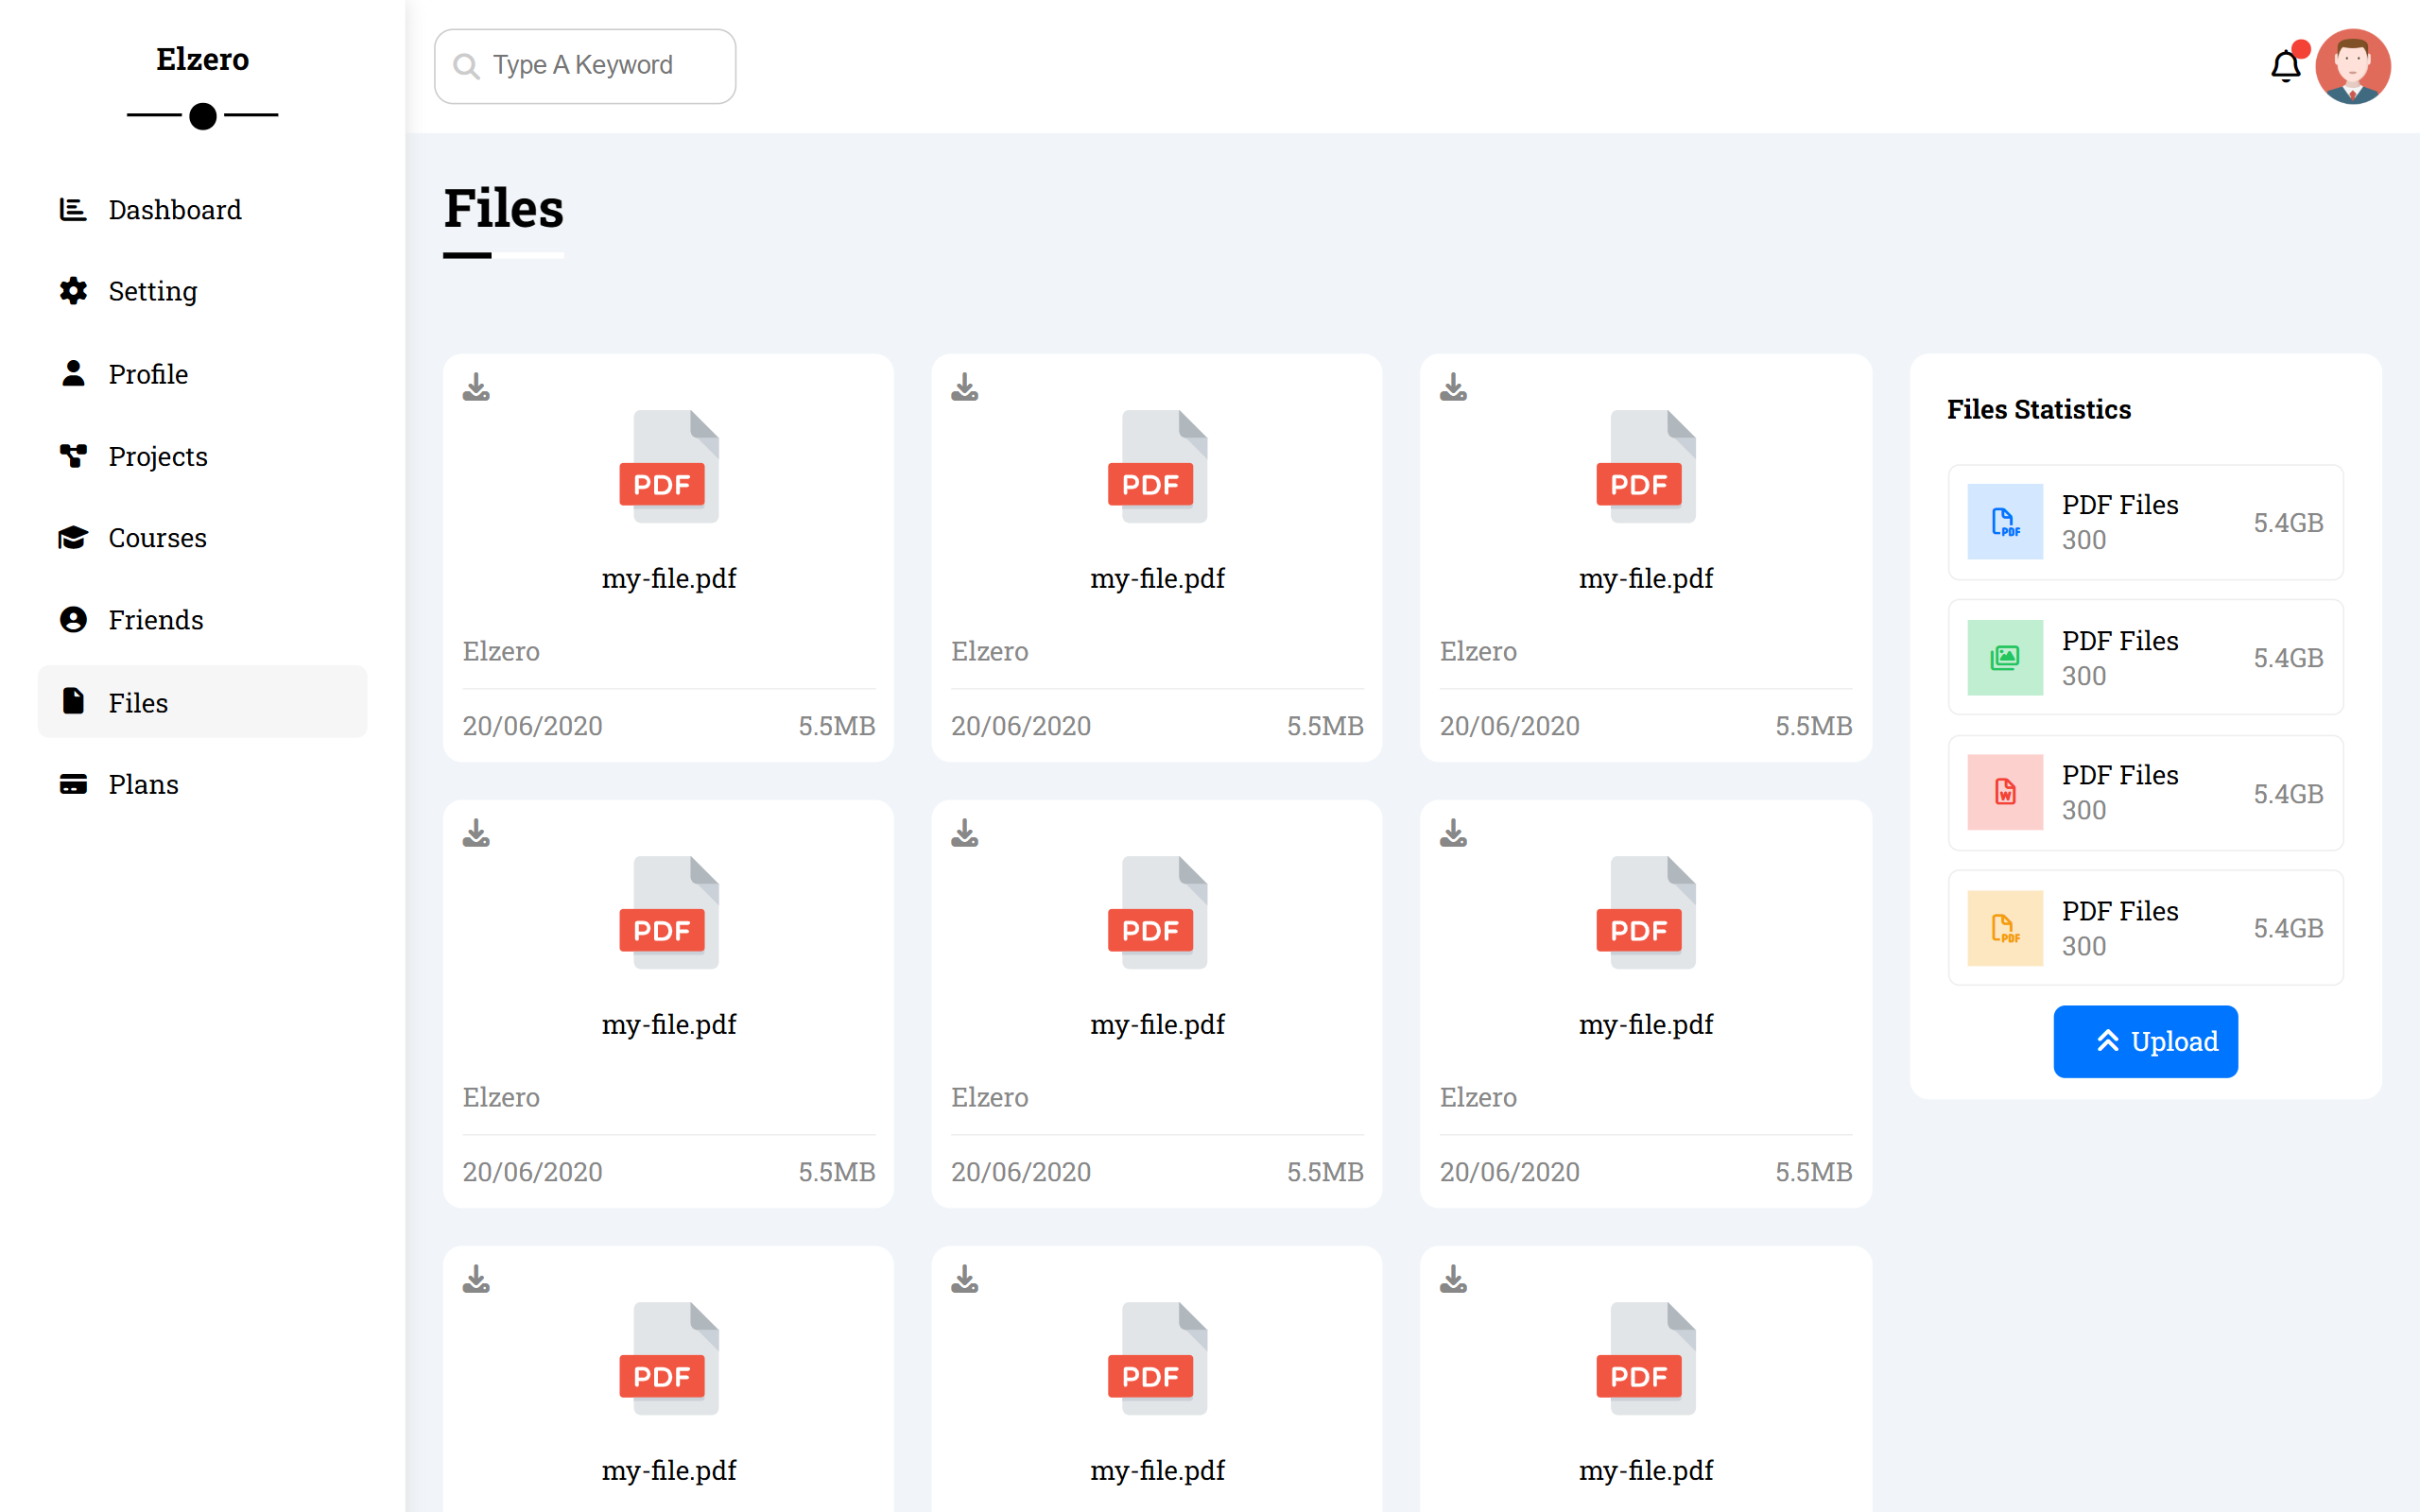 Elzero
Type A Keyword
Dashboard
Setting
Profile
Projects
Courses
Friends
Files
Plans
Files
PDF
my-file.pdf
Elzero
20/06/2020 5.5MB
PDF
my-file.pdf
Elzero
20/06/2020 5.5MB
PDF
my-file.pdf
Elzero
20/06/2020 5.5MB
PDF
my-file.pdf
Elzero
20/06/2020 5.5MB
PDF
my-file.pdf
Elzero
20/06/2020 5.5MB
PDF
my-file.pdf
Elzero
20/06/2020 5.5MB
PDF
my-file.pdf
PDF
my-file.pdf
PDF
my-file.pdf
Files Statistics
PDF
PDF Files
300
5.4GB
PDF Files
300
5.4GB
W
PDF Files
300
5.4GB
PDF
PDF Files
300
5.4GB
Upload